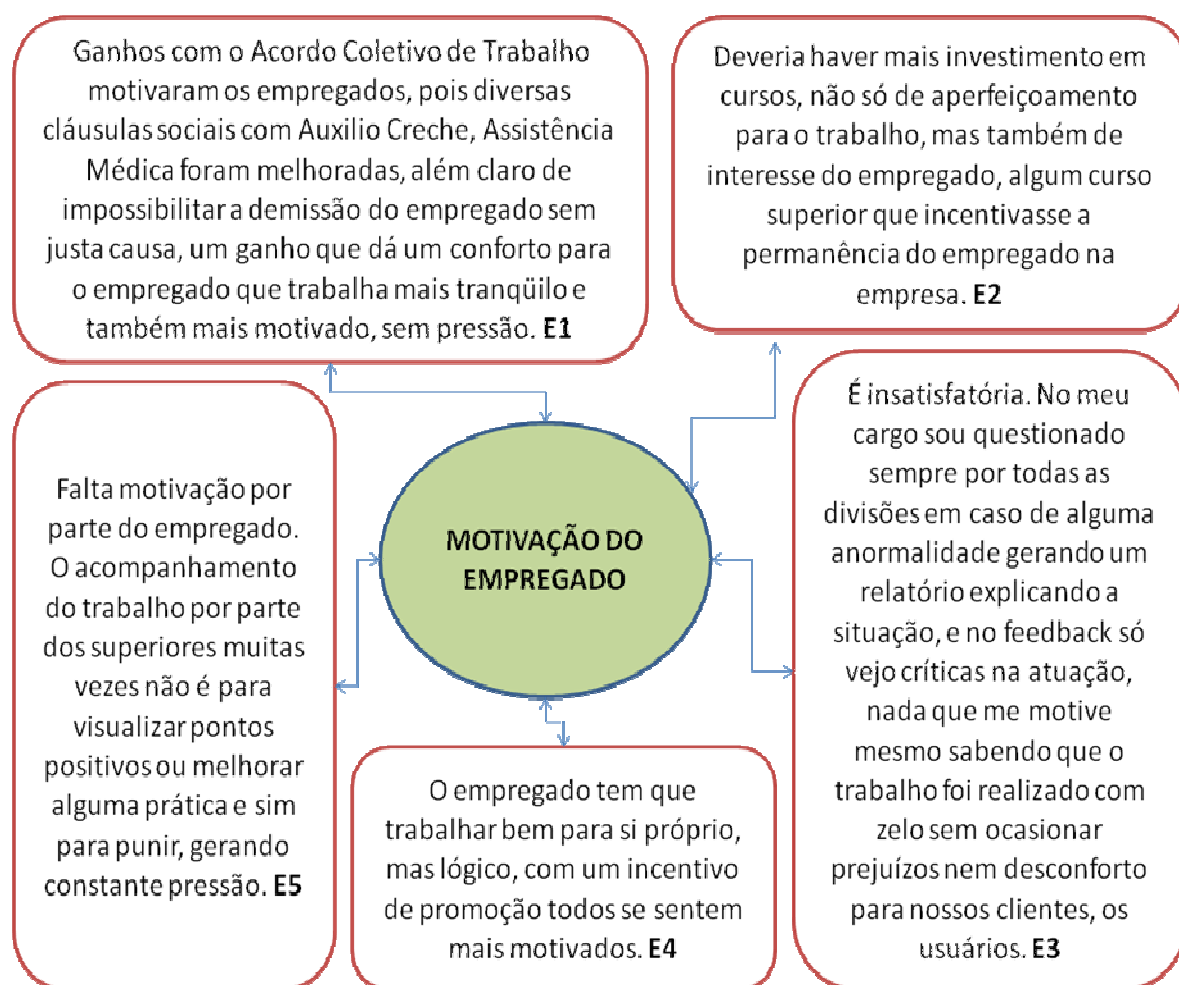 Ganhos com o Acordo Coletivo de Trabalho
motivaram os empregados, pois diversas
cláusulas sociais com Auxilio Creche, Assistência
Médica foram melhoradas, além claro de
impossibilitar a demissão do empregado sem
justa causa, um ganho que dá um conforto para
o empregado que trabalha mais tranqüilo e
também mais motivado, sem pressão. E1
Deveria haver mais investimento em
cursos, não só de aperfeiçoamento
para o trabalho, mas também de
interesse do empregado, algum curso
superior que incentivasse a
permanência do empregado na
empresa. E2
É insatisfatória. No meu
cargo sou questionado
sempre por todas as
divisões em caso de alguma
anormalidade gerando um
relatório explicando a
situação, e no feedback só
vejo críticas na atuação,
nada que me motive
mesmo sabendo que o
trabalho foi realizado com
zelo sem ocasionar
prejuízos nem desconforto
para nossos clientes, os
usuários. E3
MOTIVAÇÃO DO
EMPREGADO
Falta motivação por
parte do empregado.
O acompanhamento
do trabalho por parte
dos superiores muitas
vezes não é para
visualizar pontos
positivos ou melhorar
alguma prática e sim
para punir, gerando
constante pressão. E5
O empregado tem que
trabalhar bem para si próprio,
mas lógico, com um incentivo
de promoção todos se sentem
mais motivados. E4